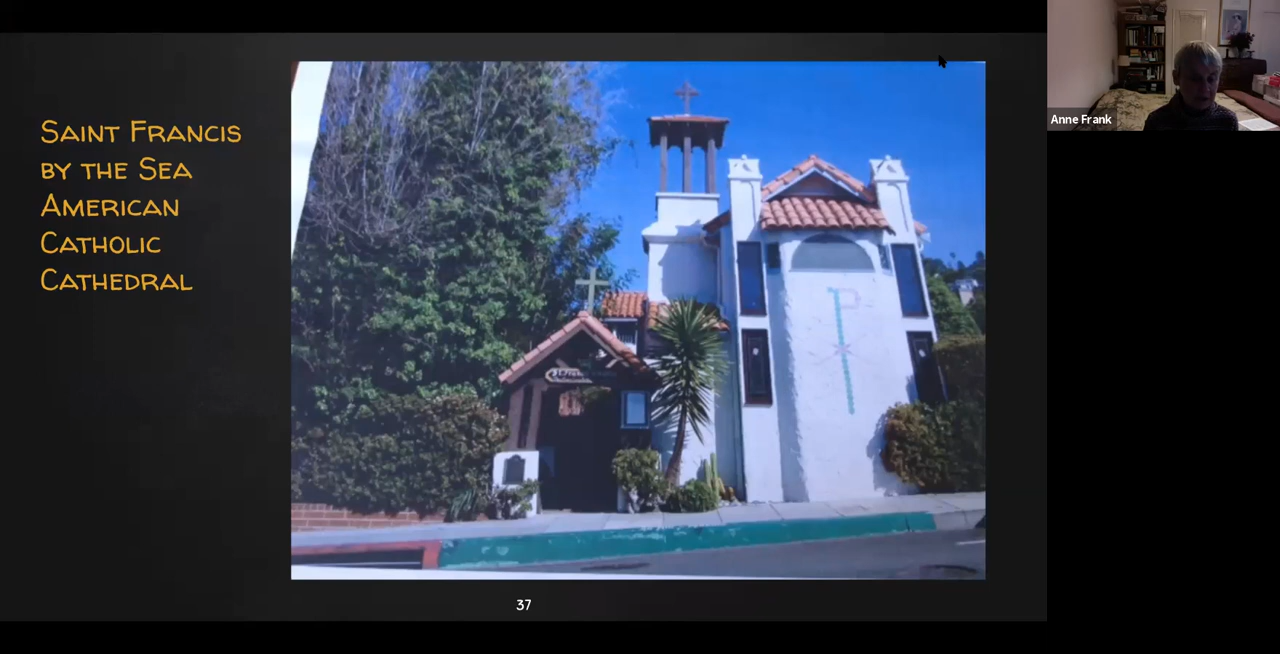 Saint Francis
by the Sea
American
Catholic
Cathedral
37
Anne Frank